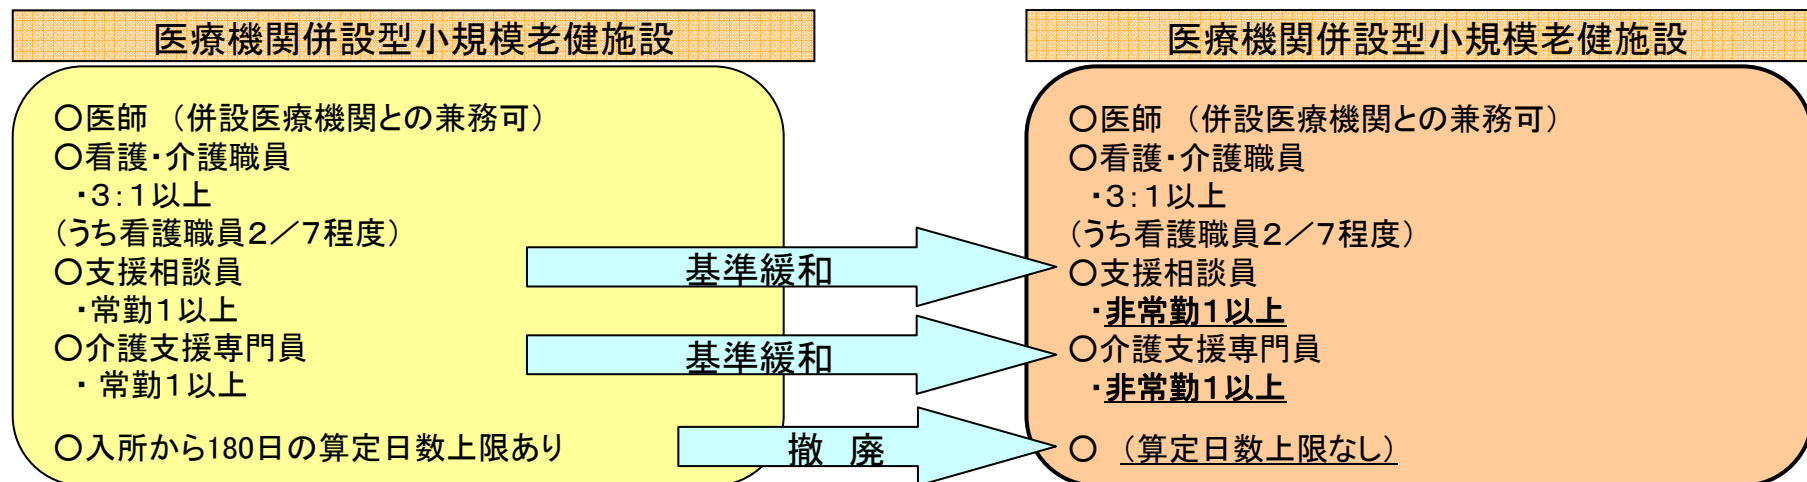 医療機関併設型小規模老健施設
○医師 （併設医療機関との兼務可）
○看護・介護職員
・３：１以上
(うち看護職員２／７程度）
○支援相談員
・常勤１以上
○介護支援専門員
・ 常勤１以上
○入所から180日の算定日数上限あり
基準緩和
基準緩和
撤 廃
医療機関併設型小規模老健施設
○医師 （併設医療機関との兼務可）
○看護・介護職員
・３：１以上
(うち看護職員２／７程度）
○支援相談員
・非常勤１以上
○介護支援専門員
・非常勤１以上
○ （算定日数上限なし）